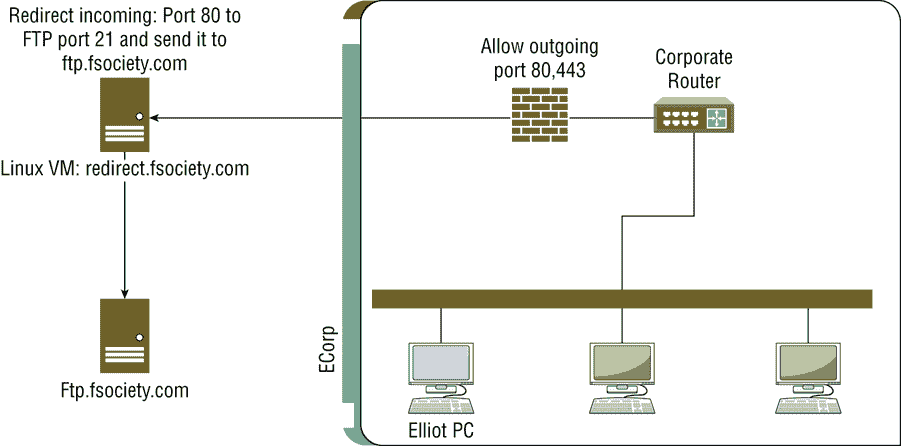 Redirect incoming: Port 80 to
FTP port 21 and send it to
ftp.fsociety.com
Linux VM: redirect.fsociety.com
Ftp.fsociety.com
ECorp
Allow outgoing
port 80,443
Corporate
Router
Elliot PC